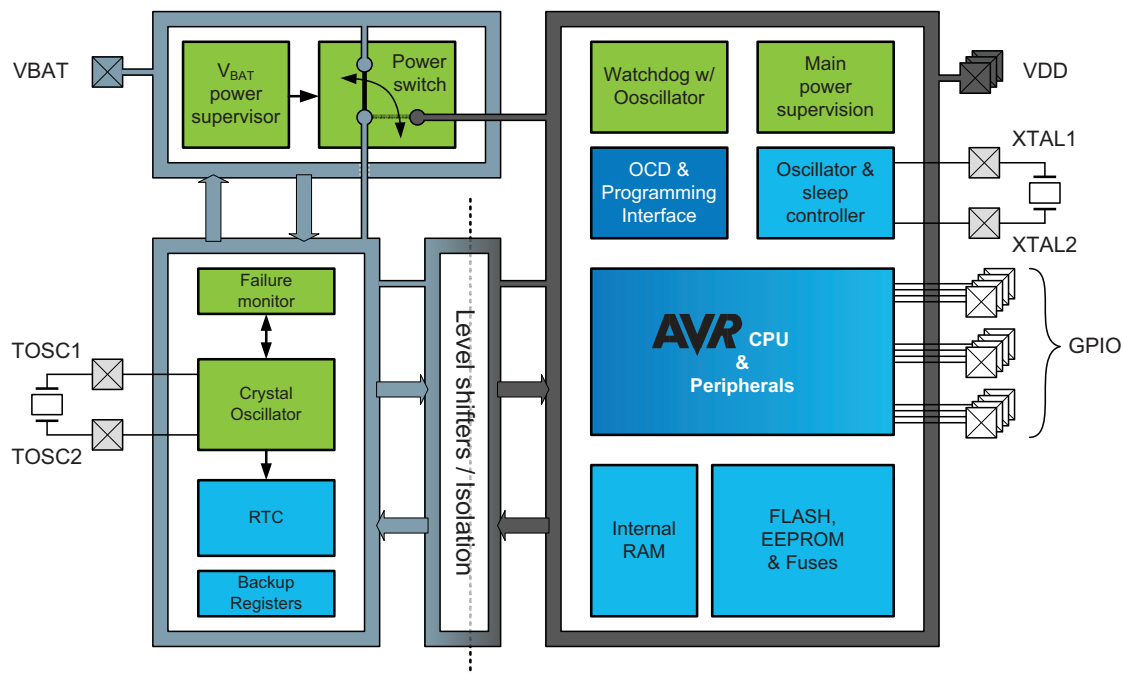 VBAT
VBAT
power
supervisor
Power
switch
Watchdog w/
Ooscillator
Main
power
supervision
VDD
OCD &
Programming
Interface
Oscillator &
sleep
controller
XTAL1
XTAL2
Failure
monitor
TOSC1
TOSC2
Crystal
Oscillator
RTC
Backup
Registers
Level shifters / Isolation
AVR CPU
&
Peripherals
GPIO
Internal
RAM
FLASH,
EEPROM
& Fuses